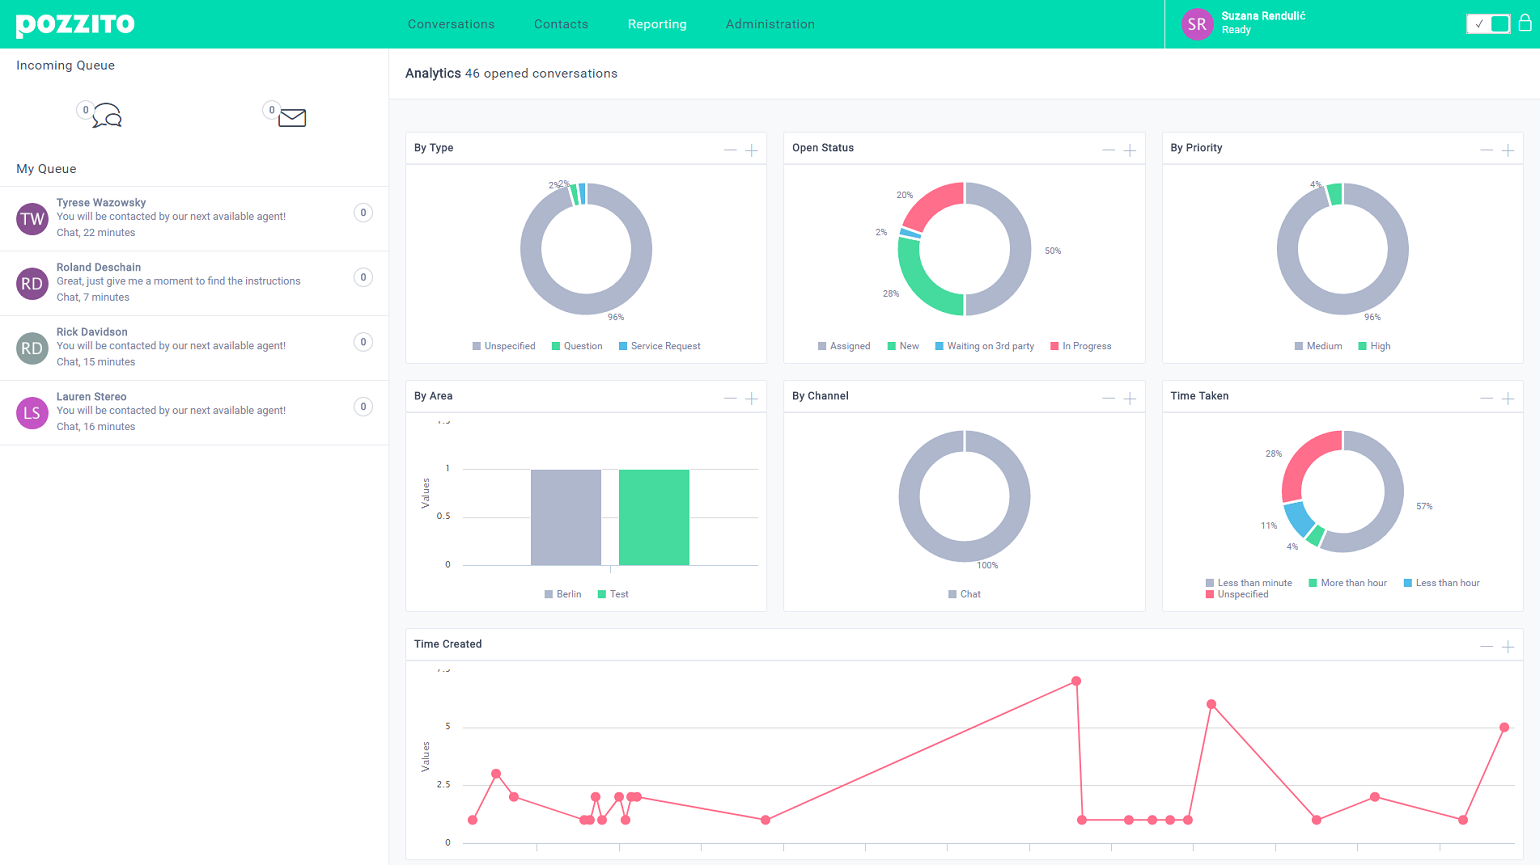 POZZITO
Conversations
Contacts
Reporting
Administration
SR
Suzana Rendulić
Ready
Incoming Queue
0
0
My Queue
TW
Tyrese Wazowsky
You will be contacted by our next available agent!
Chat, 22 minutes
0
RD
Roland Deschain
Great, just give me a moment to find the instructions
Chat, 7 minutes
0
RD
Rick Davidson
You will be contacted by our next available agent!
Chat, 15 minutes
0
LS
Lauren Stereo
You will be contacted by our next available agent!
Chat, 16 minutes
0
Analytics 46 opened conversations
By Type
2%
2%
96%
Unspecified
Question
Service Request
Open Status
20%
2%
28%
50%
Assigned
New
Waiting on 3rd party
In Progress
By Priority
4%
96%
Medium
High
By Area
Values
1
0.5
0
Berlin
Test
By Channel
100%
Chat
Time Taken
28%
11%
4%
57%
Less than minute
More than hour
Less than hour
Unspecified
Time Created
Values
5
2.5
0